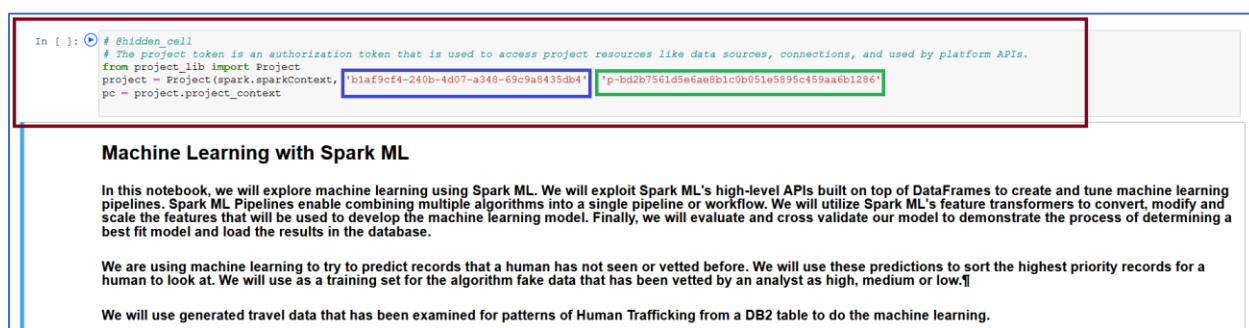 In [ ]: # @hidden_cell
# The project token is an authorization token that is used to access project resources like data sources, connections, and used by platform APIs.
from project_lib import Project
project = Project(spark.sparkContext, 'b1af9cf4-240b-4d07-a348-69c9a8435db4' 'p-bd2b7561d5e6ae8b1c0b051e5895c459aa6b1286'
pc = project.project_context
Machine Learning with Spark ML
In this notebook, we will explore machine learning using Spark ML. We will exploit Spark ML's high-level APIs built on top of DataFrames to create and tune machine learning
pipelines. Spark ML Pipelines enable combining multiple algorithms into a single pipeline or workflow. We will utilize Spark ML's feature transformers to convert, modify and
scale the features that will be used to develop the machine learning model. Finally, we will evaluate and cross validate our model to demonstrate the process of determining a
best fit model and load the results in the database.
We are using machine learning to try to predict records that a human has not seen or vetted before. We will use these predictions to sort the highest priority records for a
human to look at. We will use as a training set for the algorithm fake data that has been vetted by an analyst as high, medium or low.¶
We will use generated travel data that has been examined for patterns of Human Trafficking from a DB2 table to do the machine learning.